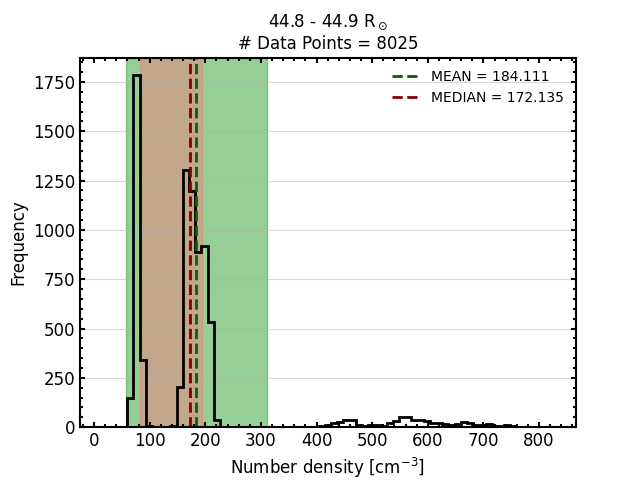 44.8 - 44.9 R⊙
# Data Points = 8025
MEAN = 184.111
MEDIAN = 172.135
1750
1500
1250
1000
750
500
250
0
Frequency
0 100 200 300 400 500 600 700 800
Number density [cm⁻³]